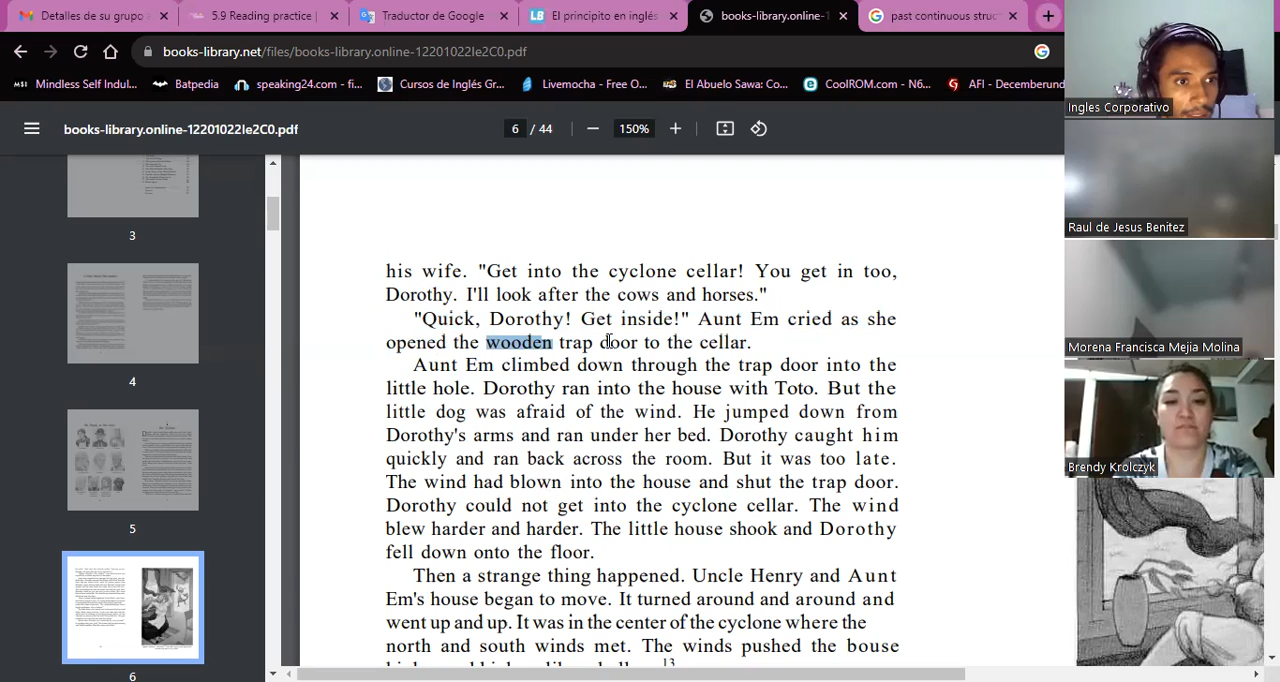 Detalles de su grupo
5.9 Reading practice |
Traductor de Google
El principito en inglés
books-library.online-1
past continuous struc
books-library.net/files/books-library.online-12201022Ie2C0.pdf
Mindless Self Indul...
Batpedia
speaking24.com - fi...
Cursos de Inglés Gr...
Livemocha - Free O...
El Abuelo Sawa: Co...
CoolROM.com - N6...
AFI - Decemberund
books-library.online-12201022Ie2C0.pdf
6 / 44
150%
3
4
5
6
his wife. "Get into the cyclone cellar! You get in too,
Dorothy. I'll look after the cows and horses."
"Quick, Dorothy! Get inside!" Aunt Em cried as she
opened the wooden trap door to the cellar.
Aunt Em climbed down through the trap door into the
little hole. Dorothy ran into the house with Toto. But the
little dog was afraid of the wind. He jumped down from
Dorothy's arms and ran under her bed. Dorothy caught him
quickly and ran back across the room. But it was too late.
The wind had blown into the house and shut the trap door.
Dorothy could not get into the cyclone cellar. The wind
blew harder and harder. The little house shook and Dorothy
fell down onto the floor.
Then a strange thing happened. Uncle Henry and Aunt
Em's house began to move. It turned around and around and
went up and up. It was in the center of the cyclone where the
north and south winds met. The winds pushed the bouse
13
Ingles Corporativo
Raul de Jesus Benitez
Morena Francisca Mejia Molina
Brendy Krolczyk